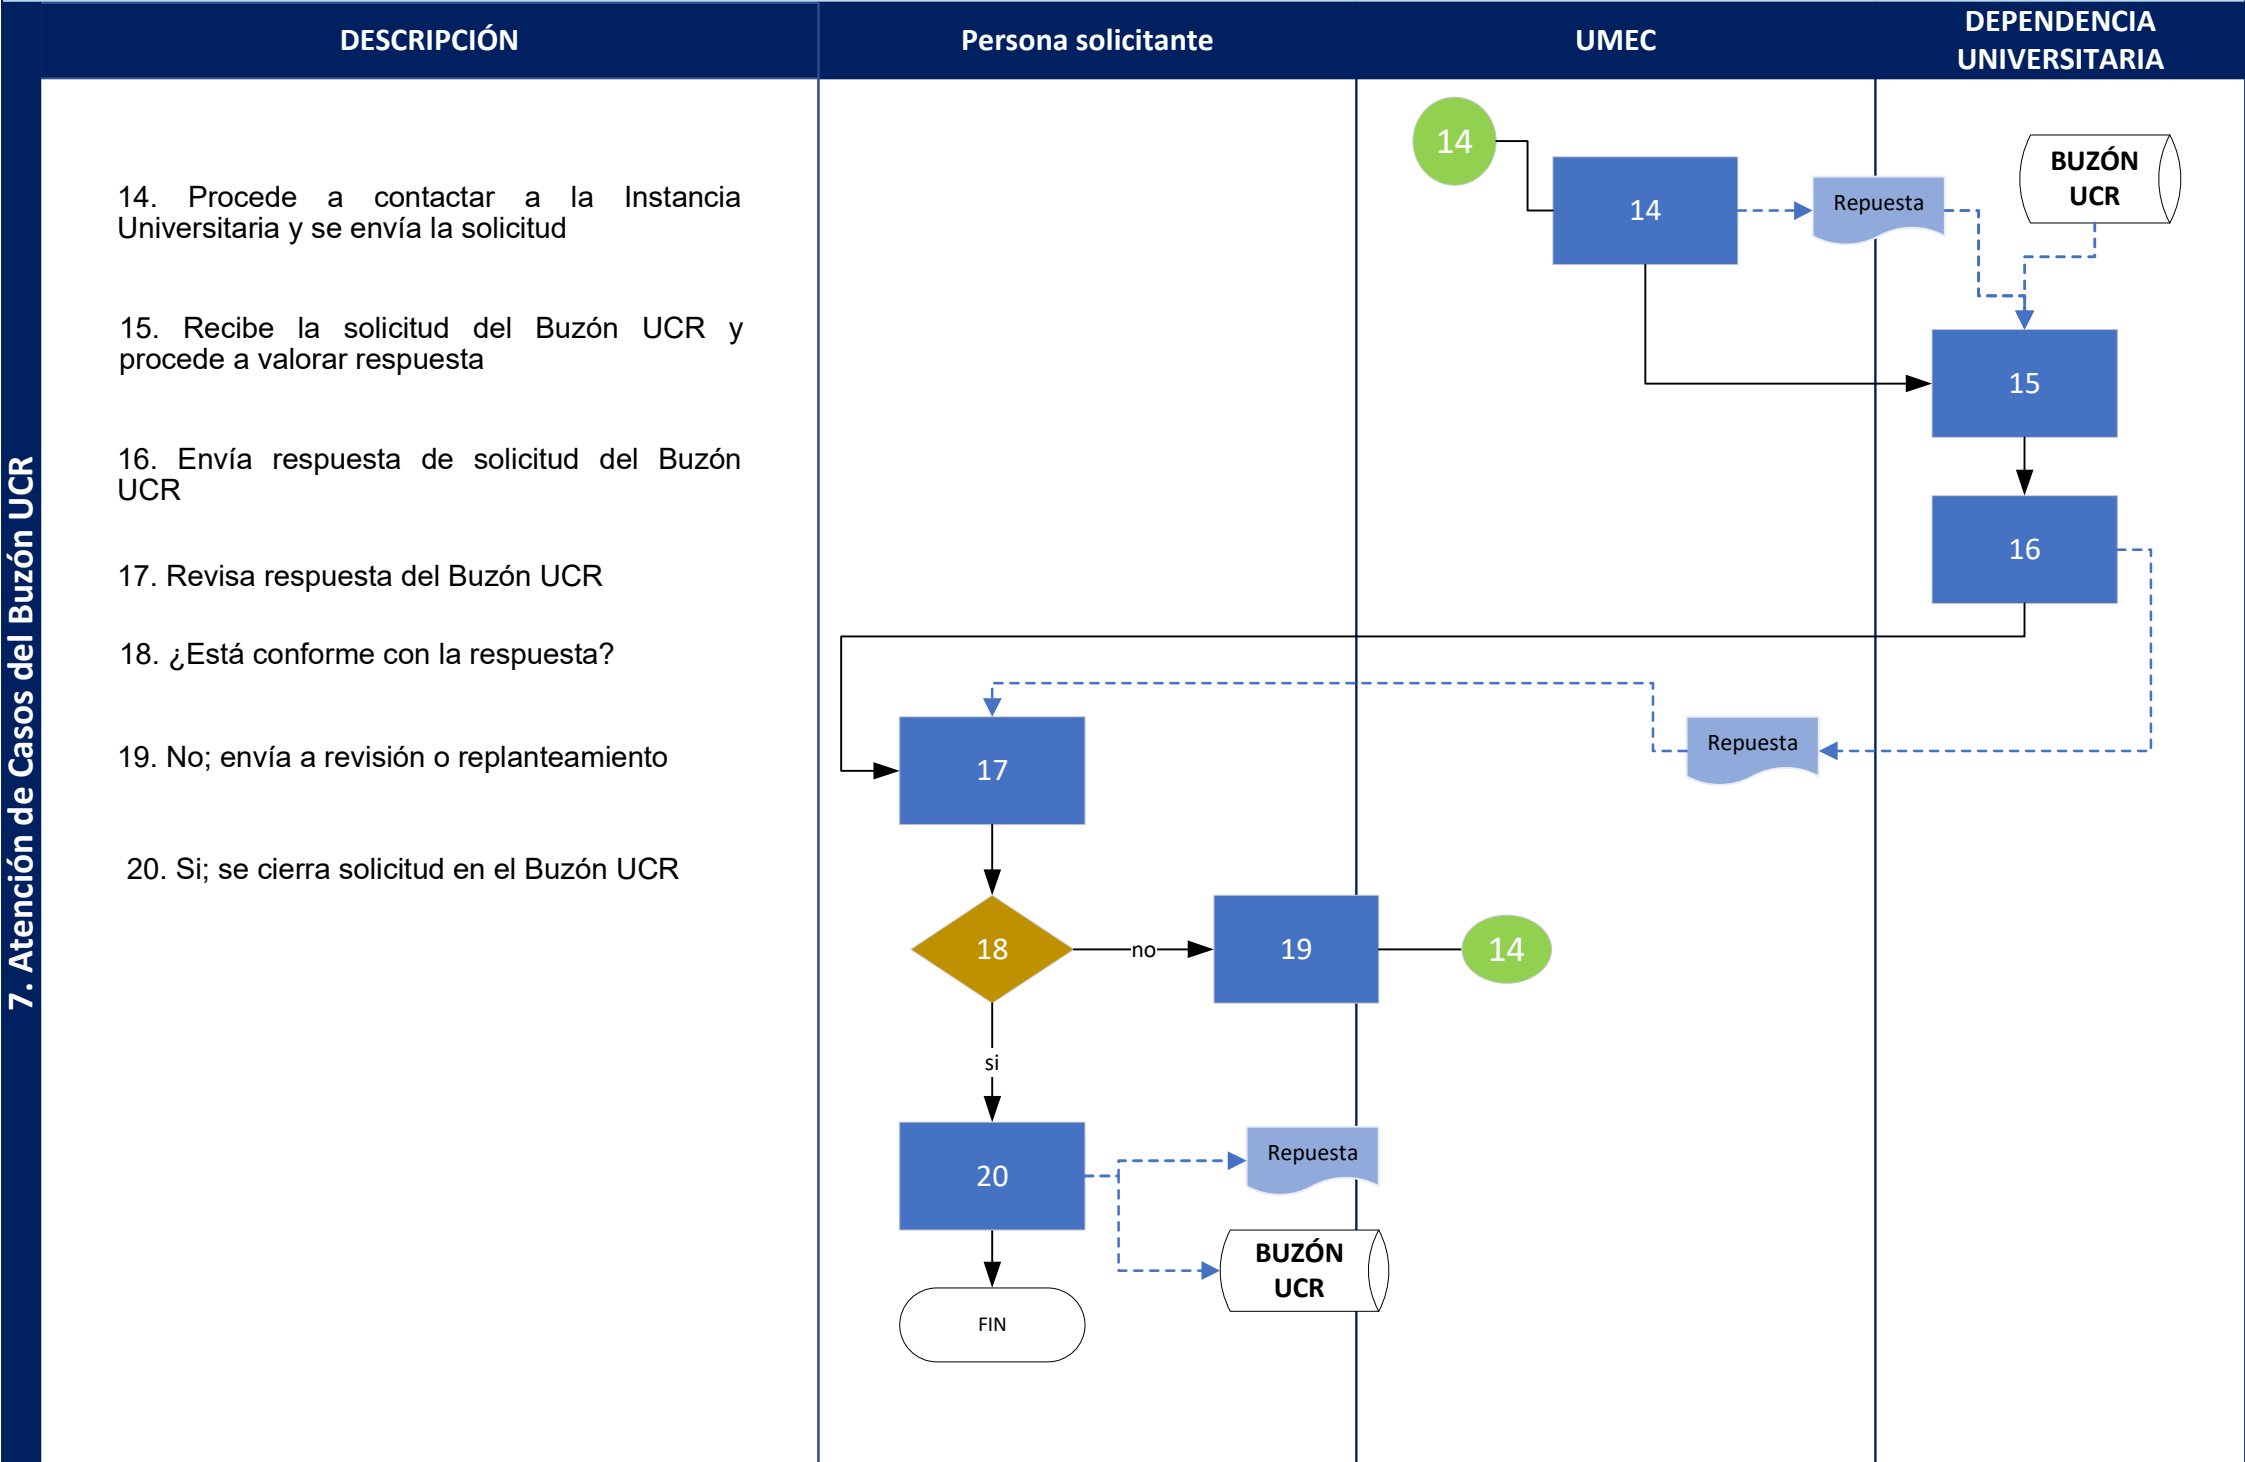 DESCRIPCIÓN
Persona solicitante
UMEC
DEPENDENCIA
UNIVERSITARIA
7. Atención de Casos del Buzón UCR
14. Procede a contactar a la Instancia
Universitaria y se envía la solicitud
15. Recibe la solicitud del Buzón UCR y
procede a valorar respuesta
16. Envía respuesta de solicitud del Buzón
UCR
17. Revisa respuesta del Buzón UCR
18. ¿Está conforme con la respuesta?
19. No; envía a revisión o replanteamiento
20. Si; se cierra solicitud en el Buzón UCR
14
14
Repuesta
BUZÓN
UCR
15
16
17
Repuesta
18
no
19
14
si
20
Repuesta
BUZÓN
UCR
FIN